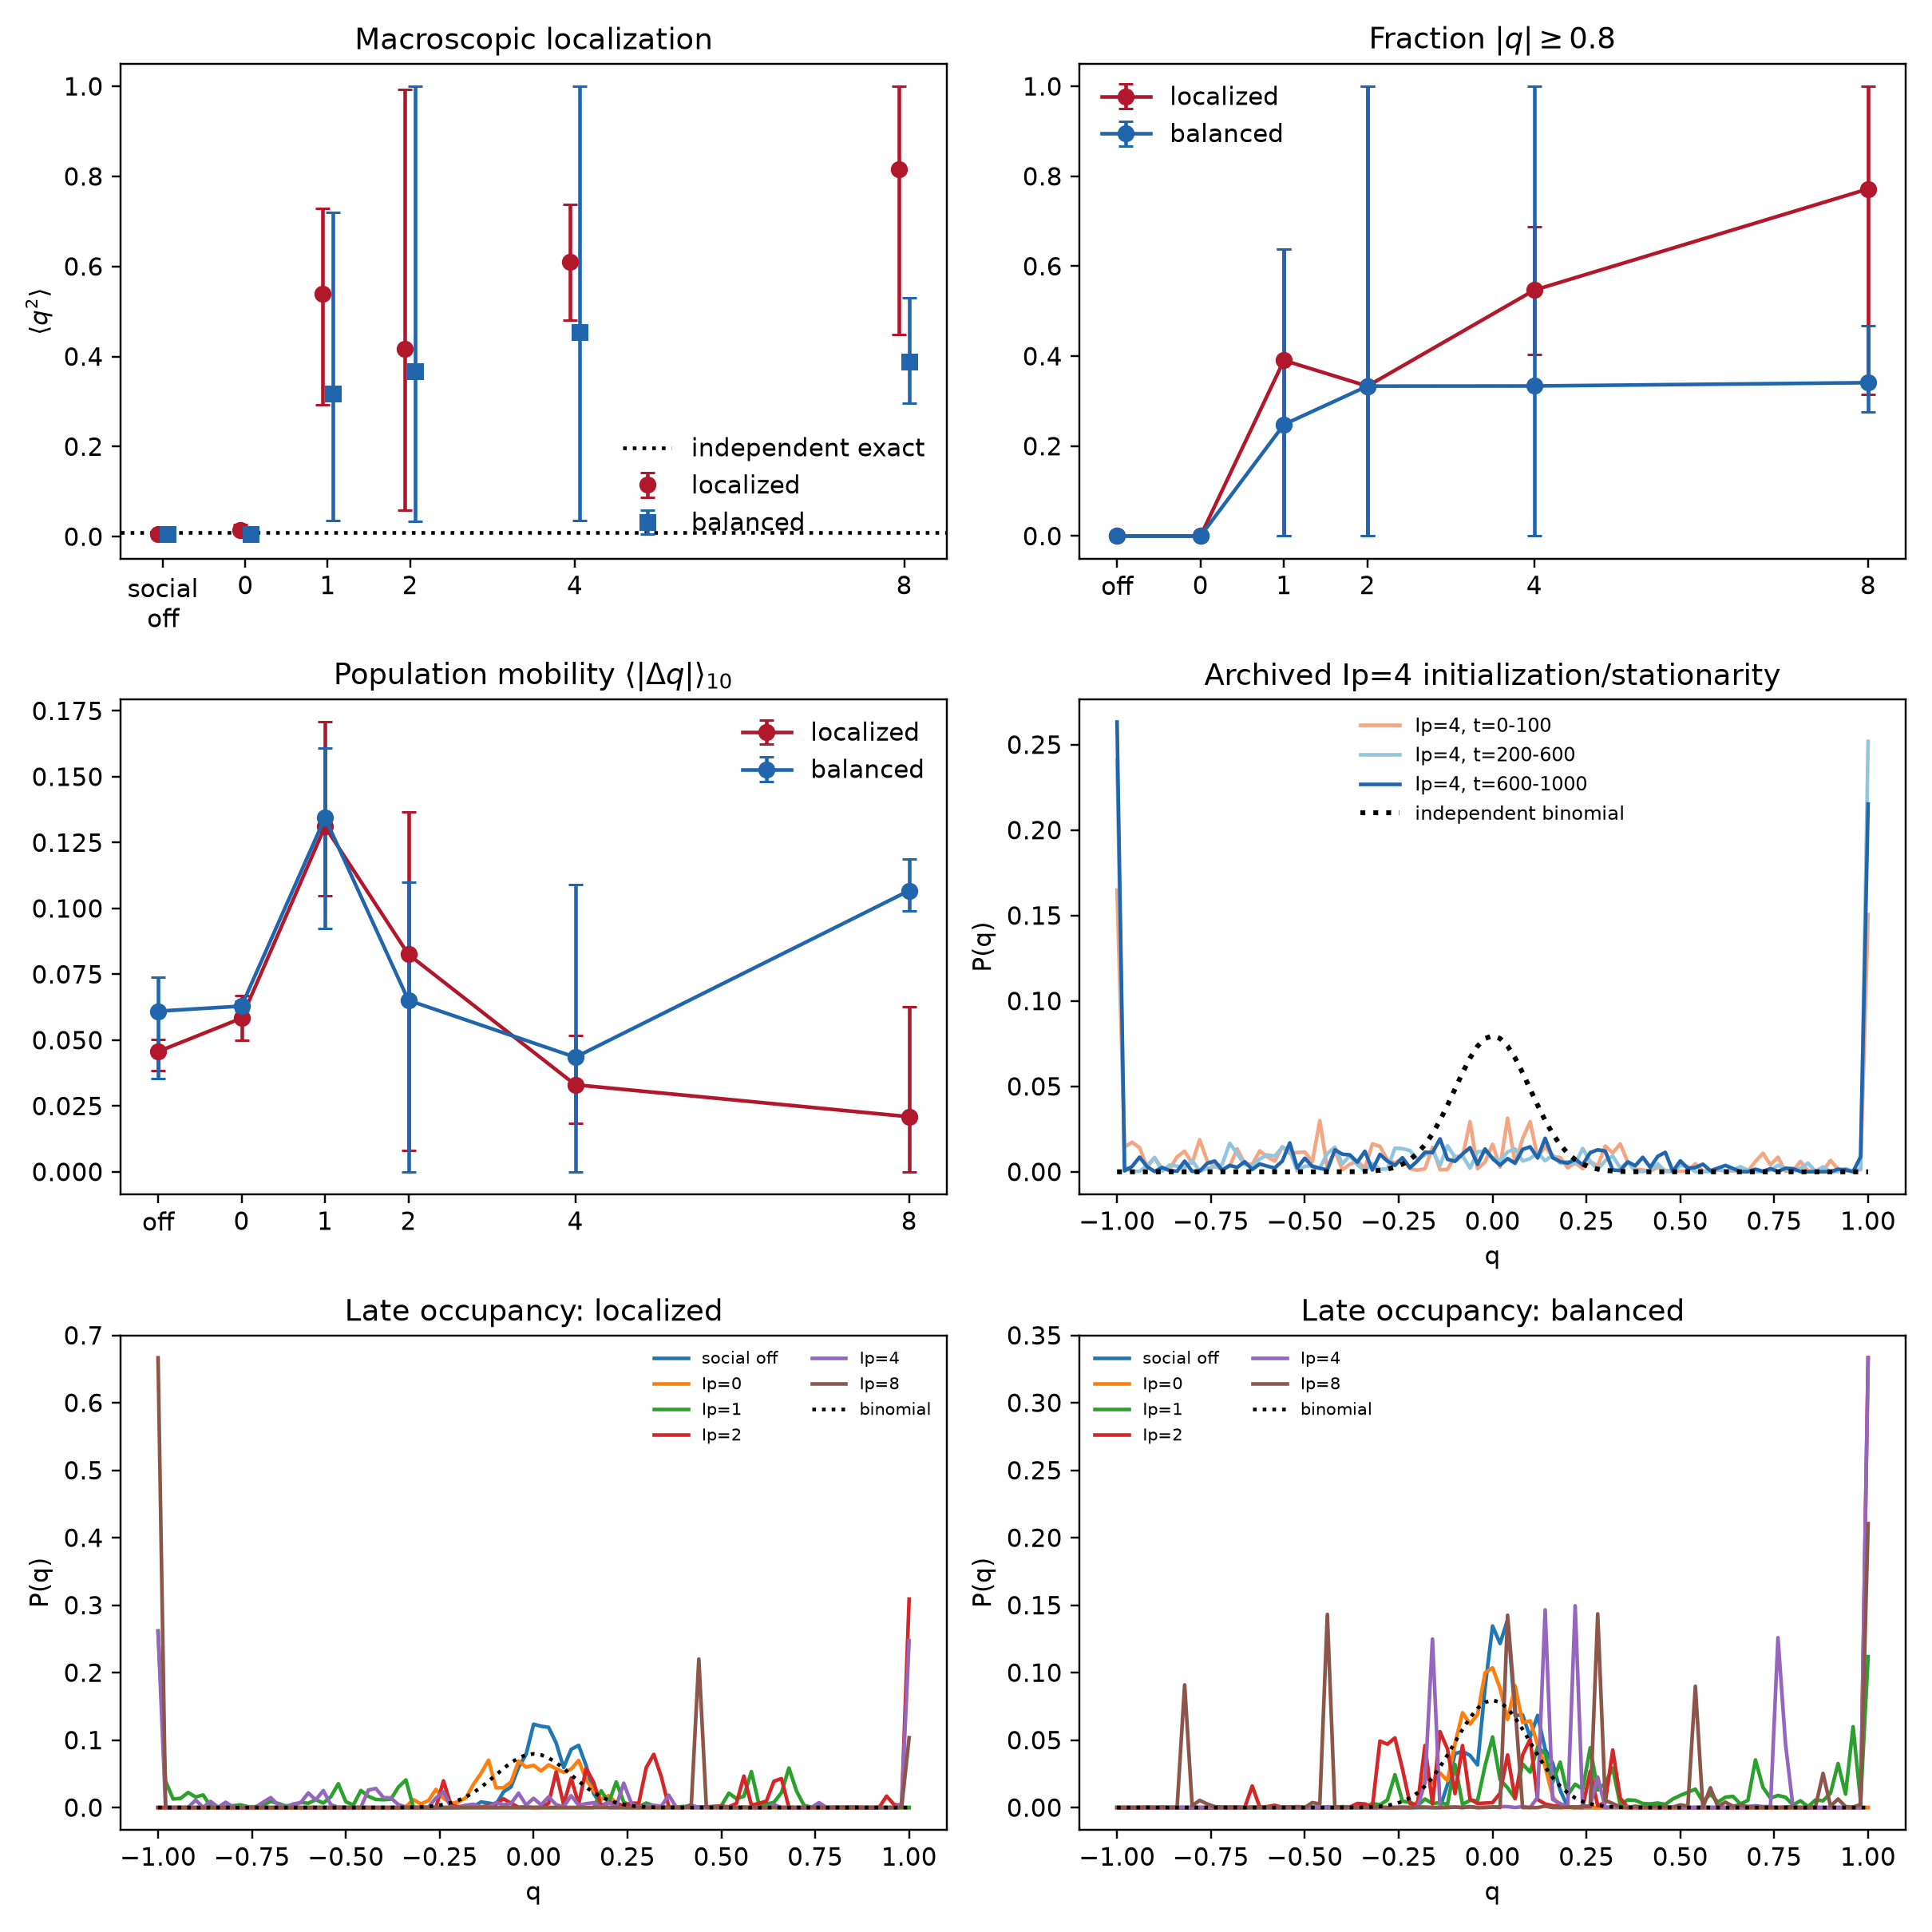 Macroscopic localization
⟨q²⟩
1.0
0.8
0.6
0.4
0.2
0.0
independent exact
localized
balanced
social
off
0
1
2
4
8
Fraction |q| ≥ 0.8
1.0
0.8
0.6
0.4
0.2
0.0
localized
balanced
off
0
1
2
4
8
Population mobility ⟨|Δq|⟩₁₀
0.175
0.150
0.125
0.100
0.075
0.050
0.025
0.000
localized
balanced
off
0
1
2
4
8
Archived Ip=4 initialization/stationarity
P(q)
0.25
0.20
0.15
0.10
0.05
0.00
Ip=4, t=0-100
Ip=4, t=200-600
Ip=4, t=600-1000
independent binomial
−1.00 −0.75 −0.50 −0.25 0.00 0.25 0.50 0.75 1.00
q
Late occupancy: localized
P(q)
0.7
0.6
0.5
0.4
0.3
0.2
0.1
0.0
social off
Ip=0
Ip=1
Ip=2
Ip=4
Ip=8
binomial
−1.00 −0.75 −0.50 −0.25 0.00 0.25 0.50 0.75 1.00
q
Late occupancy: balanced
P(q)
0.35
0.30
0.25
0.20
0.15
0.10
0.05
0.00
social off
Ip=0
Ip=1
Ip=2
Ip=4
Ip=8
binomial
−1.00 −0.75 −0.50 −0.25 0.00 0.25 0.50 0.75 1.00
q